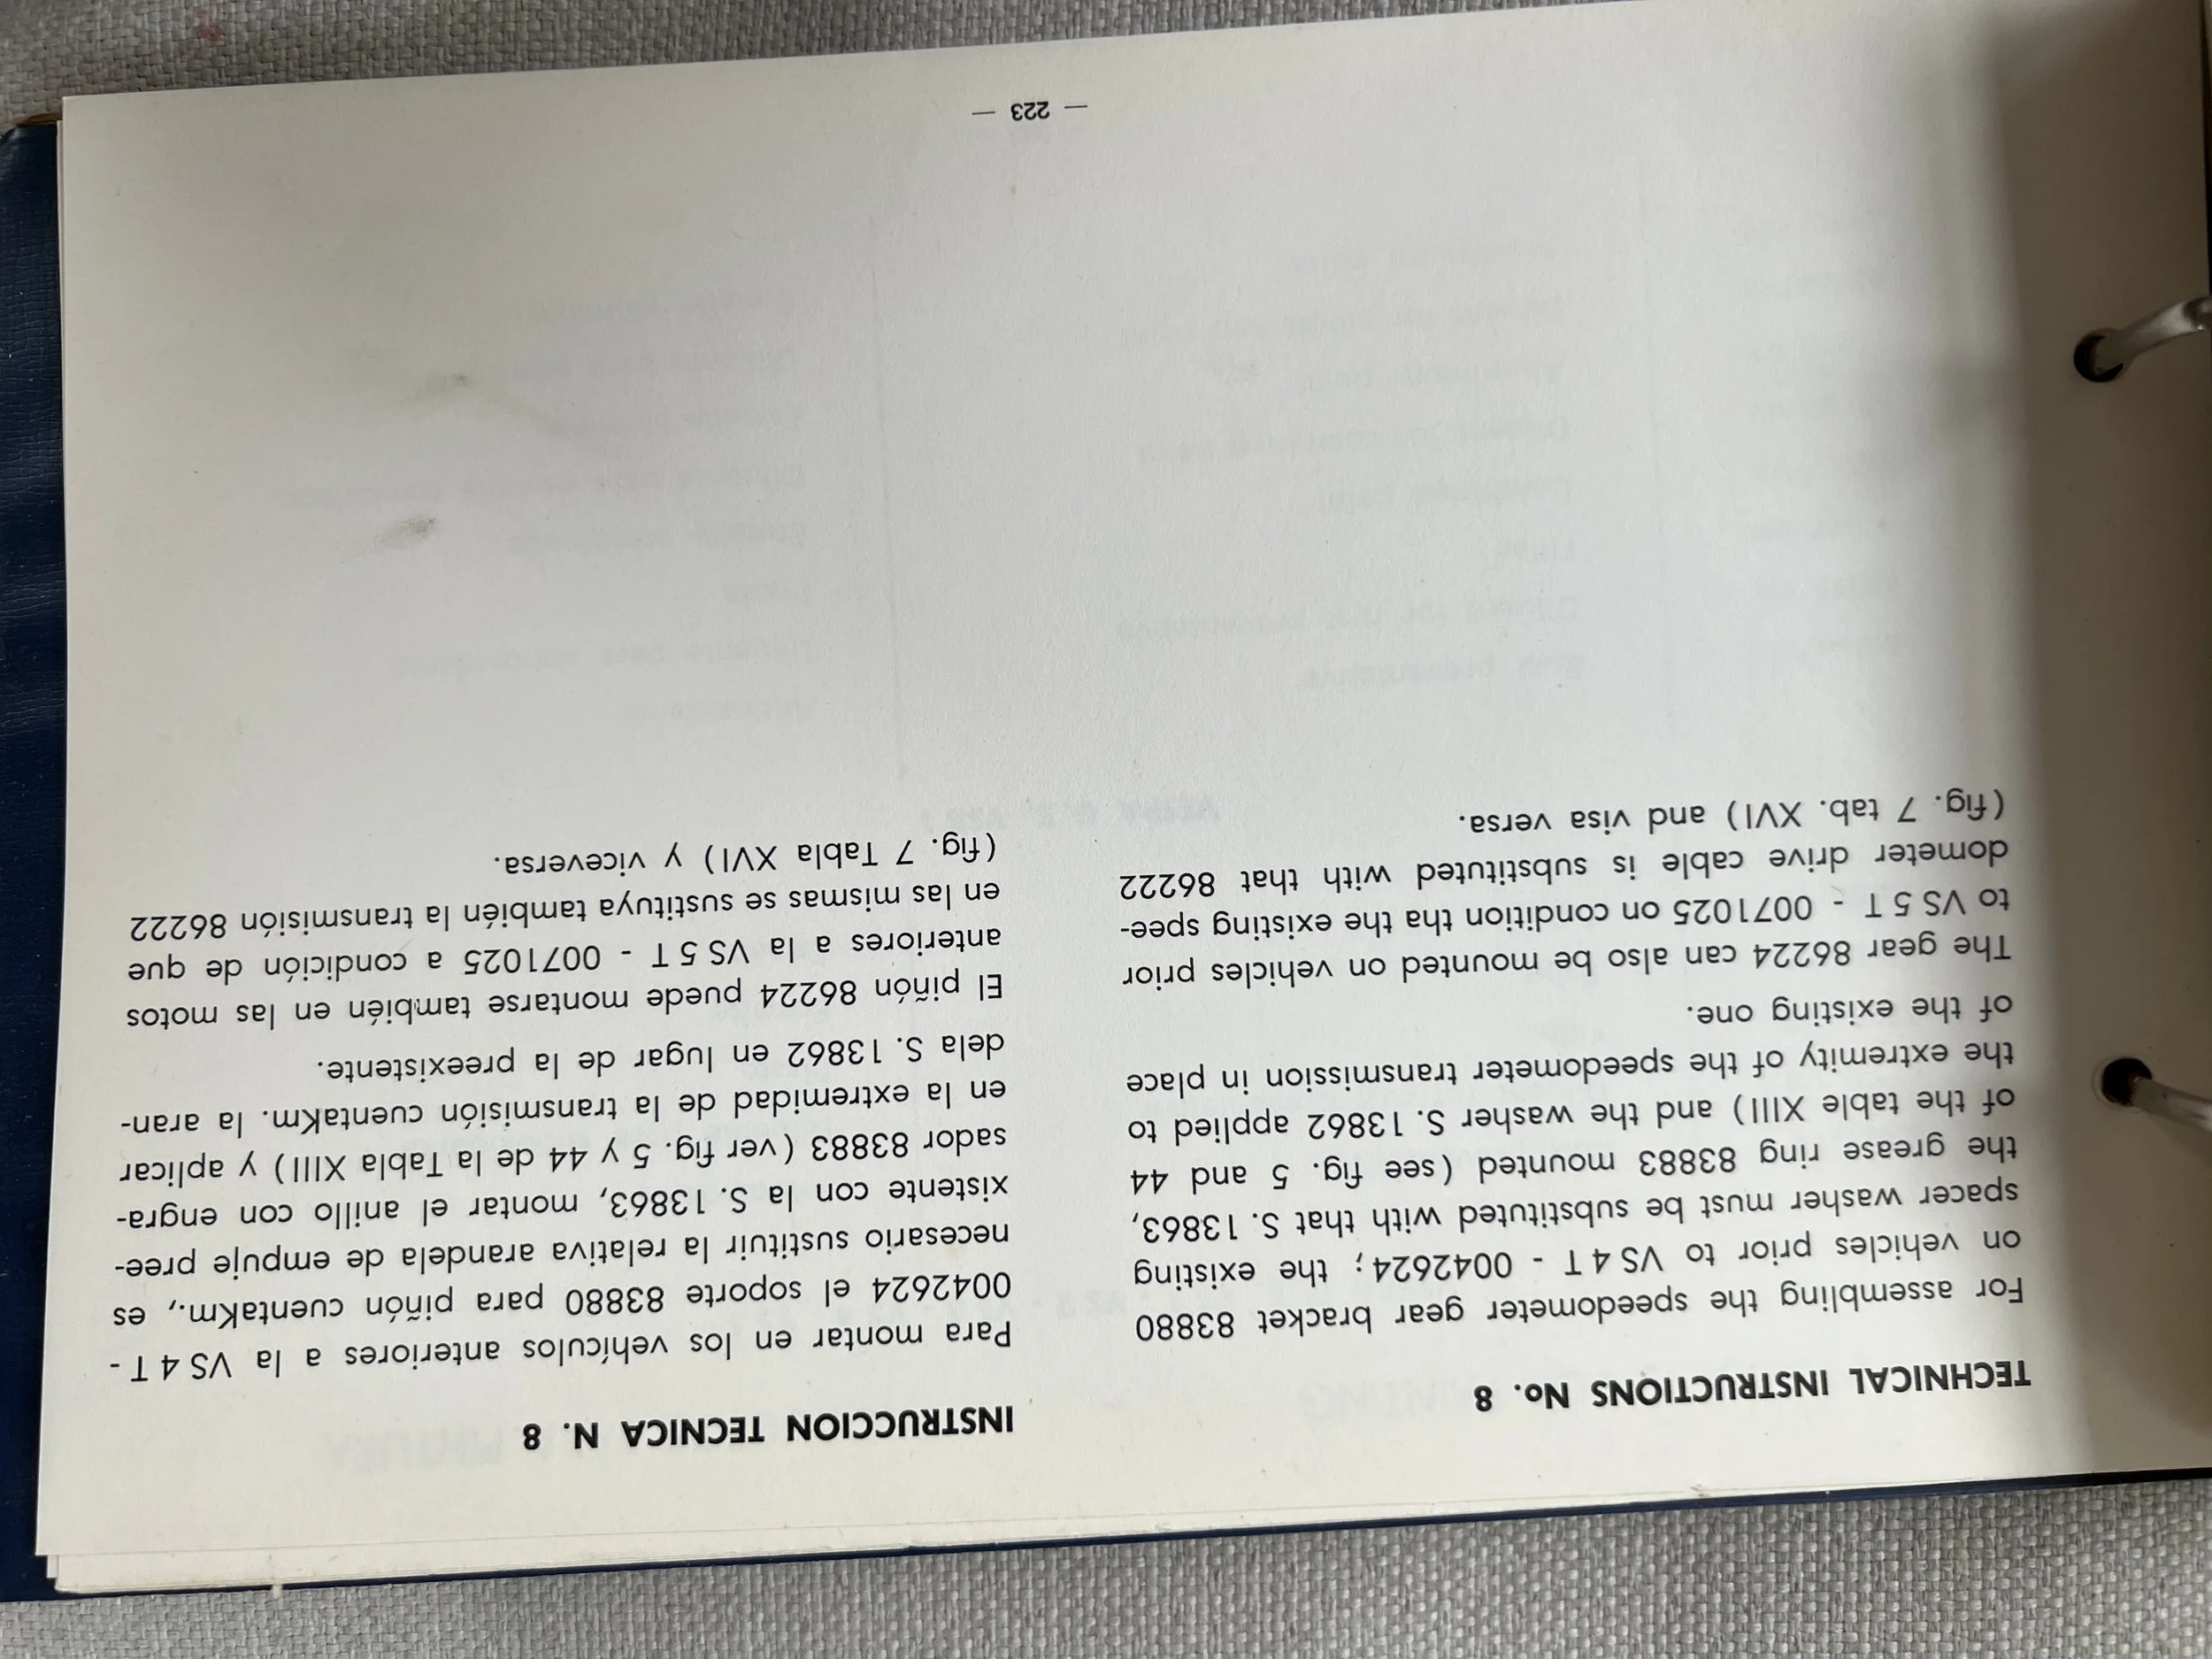 TECHNICAL INSTRUCTIONS No. 8
For assembling the speedometer gear bracket 83880
on vehicles prior to VS 4 T - 0042624; the existing
spacer washer must be substituted with that S. 13863,
the grease ring 83883 mounted (see fig. 5 and 44
of the table XIII) and the washer S. 13862 applied to
the extremity of the speedometer transmission in place
of the existing one.
The gear 86224 can also be mounted on vehicles prior
to VS 5 T - 0071025 on condition tha the existing spee-
dometer drive cable is substituted with that 86222
(fig. 7 tab. XVI) and visa versa.
INSTRUCCION TECNICA N. 8
Para montar en los vehículos anteriores a la VS 4 T -
0042624 el soporte 83880 para piñón cuentaKm., es
necesario sustituir la relativa arandela de empuje pree-
xistente con la S. 13863, montar el anillo con engra-
sador 83883 (ver fig. 5 y 44 de la Tabla XIII) y aplicar
en la extremidad de la transmisión cuentaKm. la aran-
dela S. 13862 en lugar de la preexistente.
El piñón 86224 puede montarse también en las motos
anteriores a la VS 5 T - 0071025 a condición de que
en las mismas se sustituya también la transmisión 86222
(fig. 7 Tabla XVI) y viceversa.
— 223 —